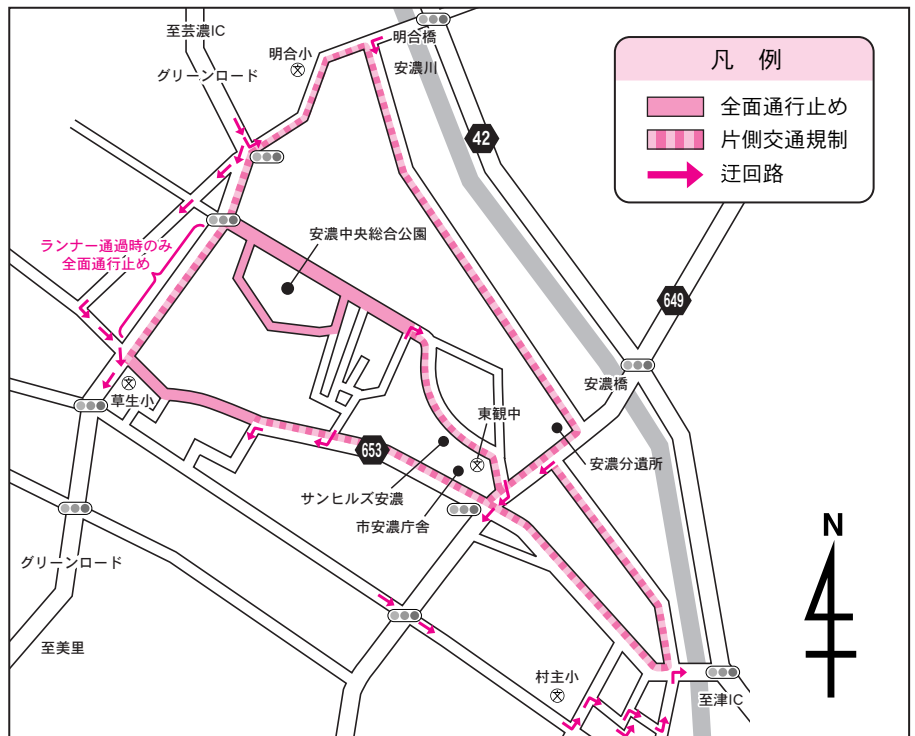 至芸濃IC
グリーンロード
明合小
明合橋
安濃川
凡 例
全面通行止め
片側交通規制
迂回路
42
安濃中央総合公園
ランナー通過時のみ
全面通行止め
649
安濃橋
草生小
東観中
653
安濃分遣所
サンヒルズ安濃
市安濃庁舎
グリーンロード
N
至美里
村主小
至津IC